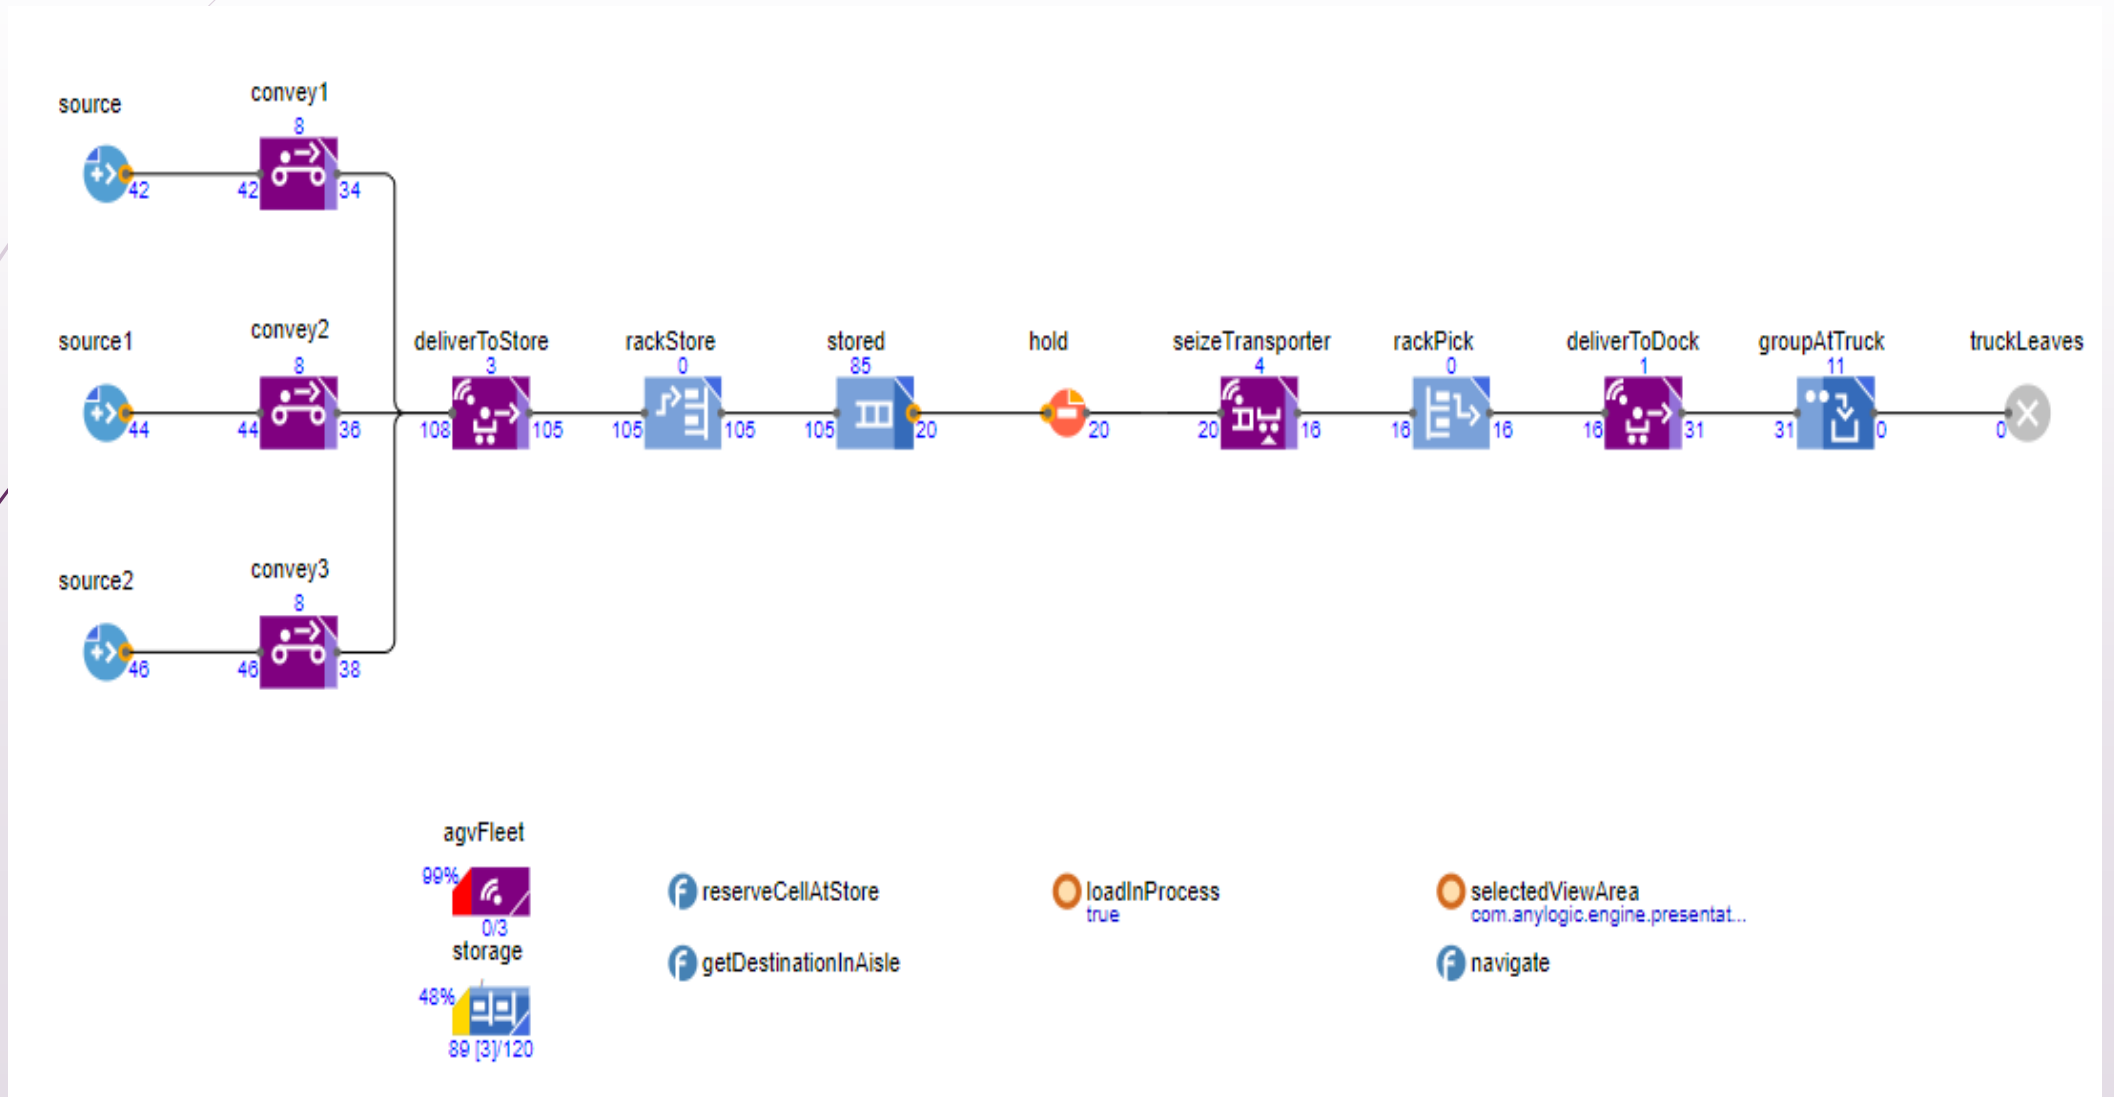 source
convey1
8
42
42
34
source1
convey2
8
44
44
36
source2
convey3
8
46
46
38
deliverToStore
3
108
105
rackStore
0
105
105
stored
85
105
20
hold
20
seizeTransporter
4
20
16
rackPick
0
16
16
deliverToDock
1
16
31
groupAtTruck
11
31
0
truckLeaves
0
agvFleet
99%
0/3
storage
48%
89 [3]/120
reserveCellAtStore
getDestinationInAisle
loadInProcess
true
selectedViewArea
com.anylogic.engine.presentat...
navigate